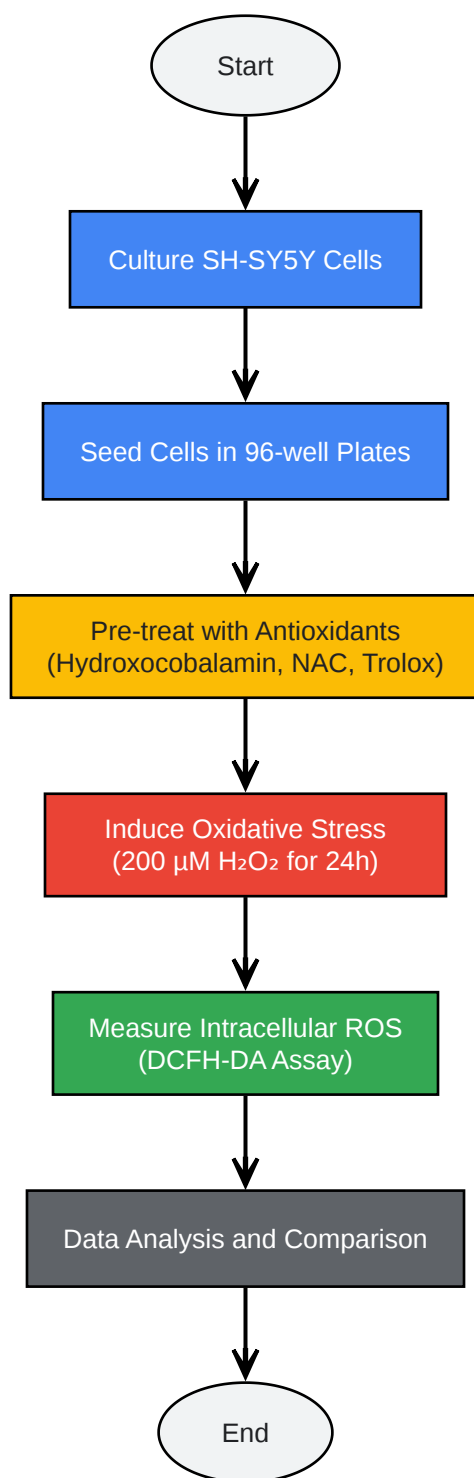 Start
Culture SH-SY5Y Cells
Seed Cells in 96-well Plates
Pre-treat with Antioxidants
(Hydroxocobalamin, NAC, Trolox)
Induce Oxidative Stress
(200 µM H₂O₂ for 24h)
Measure Intracellular ROS
(DCFH-DA Assay)
Data Analysis and Comparison
End